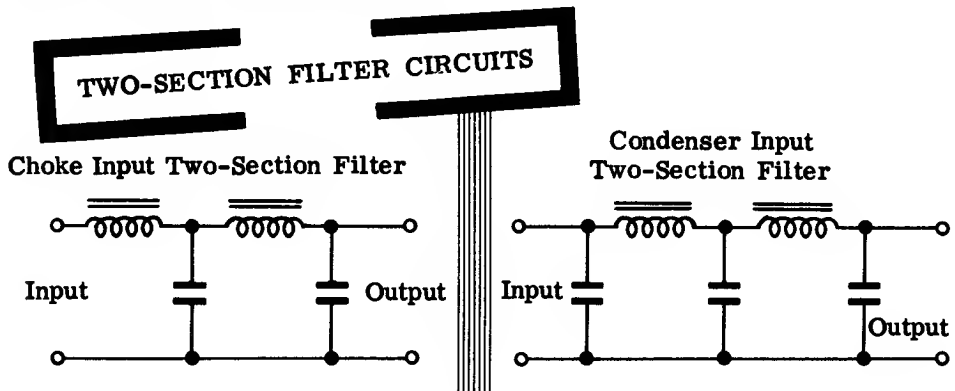 TWO-SECTION FILTER CIRCUITS
Choke Input Two-Section Filter
Input
Output
Condenser Input
Two-Section Filter
Input
Output